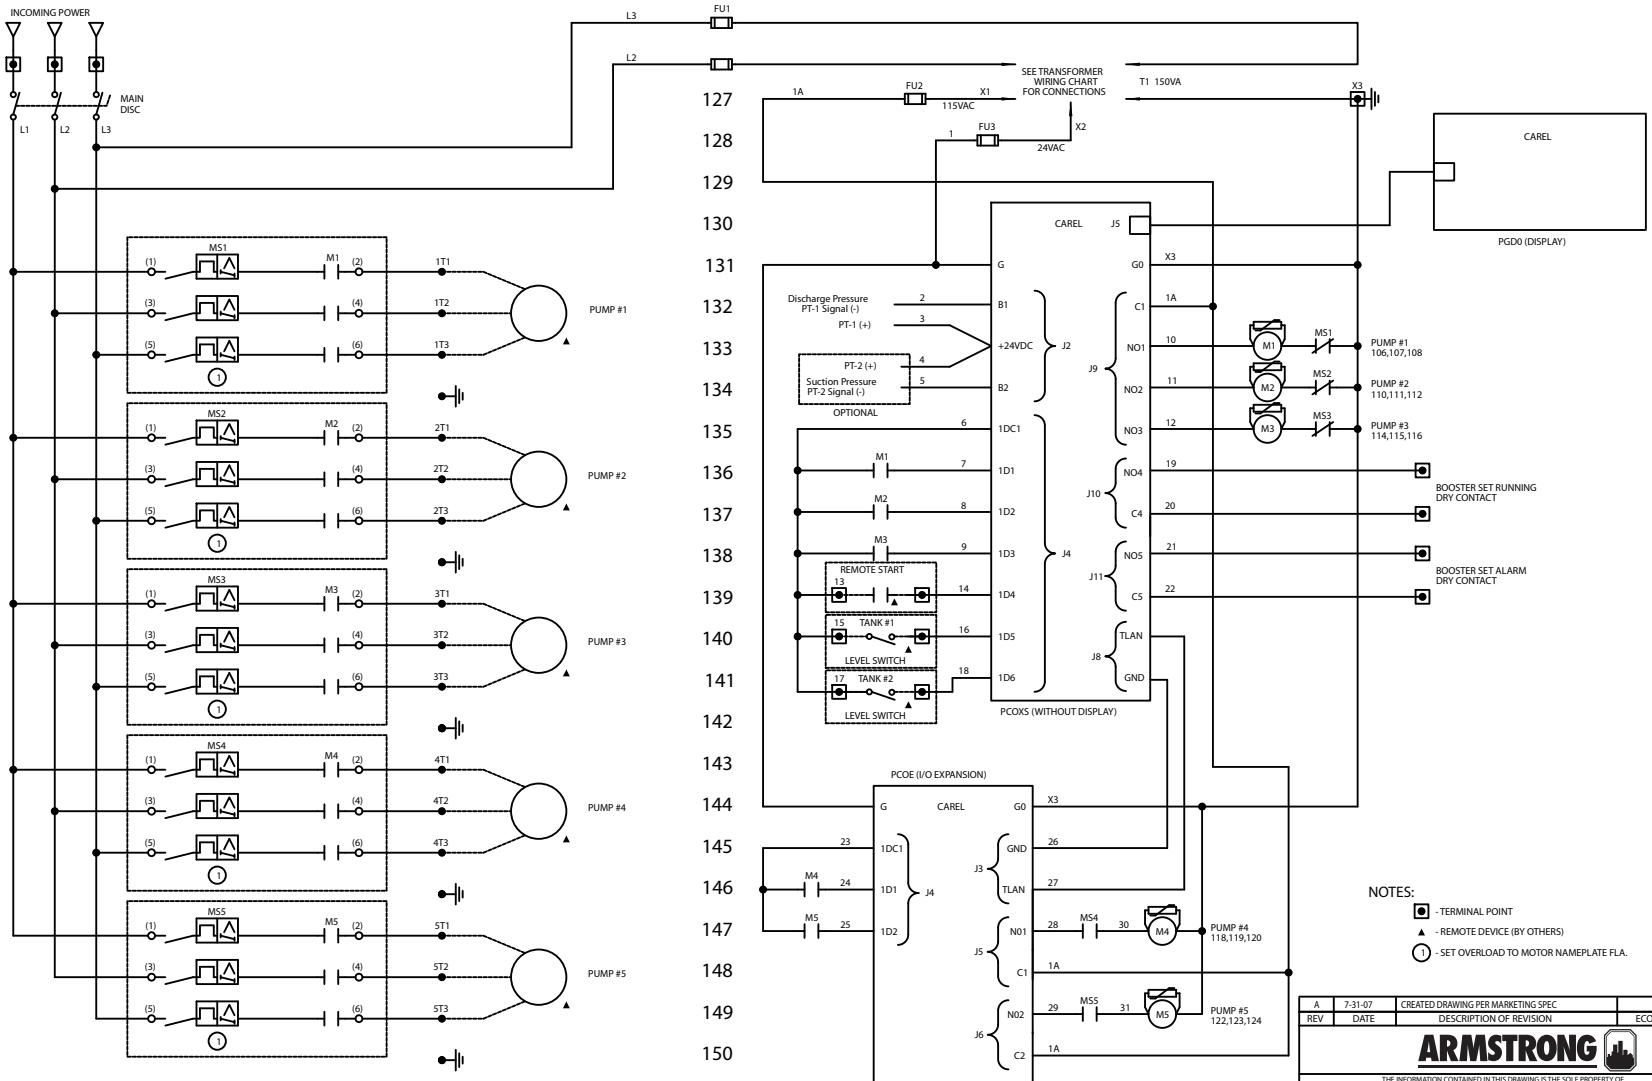 INCOMING POWER
MAIN
DISC
L1
L2
L3
L3
FU1
L2
SEE TRANSFORMER
WIRING CHART
FOR CONNECTIONS
T1 150VA
1A
FU2
115VAC
X1
X3
1
FU3
24VAC
X2
127
128
129
130
131
132
133
134
135
136
137
138
139
140
141
142
143
144
145
146
147
148
149
150
CAREL
PGD0 (DISPLAY)
MS1
M1
(1)
(2)
1T1
(3)
(4)
1T2
PUMP #1
(5)
(6)
1T3
1
MS2
M2
(1)
(2)
2T1
(3)
(4)
2T2
PUMP #2
(5)
(6)
2T3
1
MS3
M3
(1)
(2)
3T1
(3)
(4)
3T2
PUMP #3
(5)
(6)
3T3
1
MS4
M4
(1)
(2)
4T1
(3)
(4)
4T2
PUMP #4
(5)
(6)
4T3
1
MS5
M5
(1)
(2)
5T1
(3)
(4)
5T2
PUMP #5
(5)
(6)
5T3
1
CAREL
J5
G
G0
X3
Discharge Pressure
PT-1 Signal (-)
2
B1
PT-1 (+)
3
+24VDC
J2
PT-2 (+)
4
Suction Pressure
PT-2 Signal (-)
5
B2
OPTIONAL
6
1DC1
M1
7
1D1
M2
8
1D2
M3
9
1D3
J4
REMOTE START
13
14
1D4
15
TANK #1
16
1D5
LEVEL SWITCH
17
TANK #2
18
1D6
LEVEL SWITCH
PCOXS (WITHOUT DISPLAY)
C1
1A
J9
NO1
10
M1
MS1
PUMP #1
106,107,108
NO2
11
M2
MS2
PUMP #2
110,111,112
NO3
12
M3
MS3
PUMP #3
114,115,116
J10
NO4
19
C4
20
BOOSTER SET RUNNING
DRY CONTACT
J11
NO5
21
C5
22
BOOSTER SET ALARM
DRY CONTACT
J8
TLAN
GND
PCOE (I/O EXPANSION)
G
CAREL
G0
X3
23
1DC1
M4
24
1D1
J4
M5
25
1D2
J3
GND
26
TLAN
27
J5
N01
28
MS4
30
M4
PUMP #4
118,119,120
C1
1A
J6
N02
29
MS5
31
M5
PUMP #5
122,123,124
C2
1A
NOTES:
- TERMINAL POINT
▲ - REMOTE DEVICE (BY OTHERS)
1 - SET OVERLOAD TO MOTOR NAMEPLATE FLA.
A 7-31-07 CREATED DRAWING PER MARKETING SPEC
REV DATE DESCRIPTION OF REVISION ECO
ARMSTRONG
THE INFORMATION CONTAINED IN THIS DRAWING IS THE SOLE PROPERTY OF